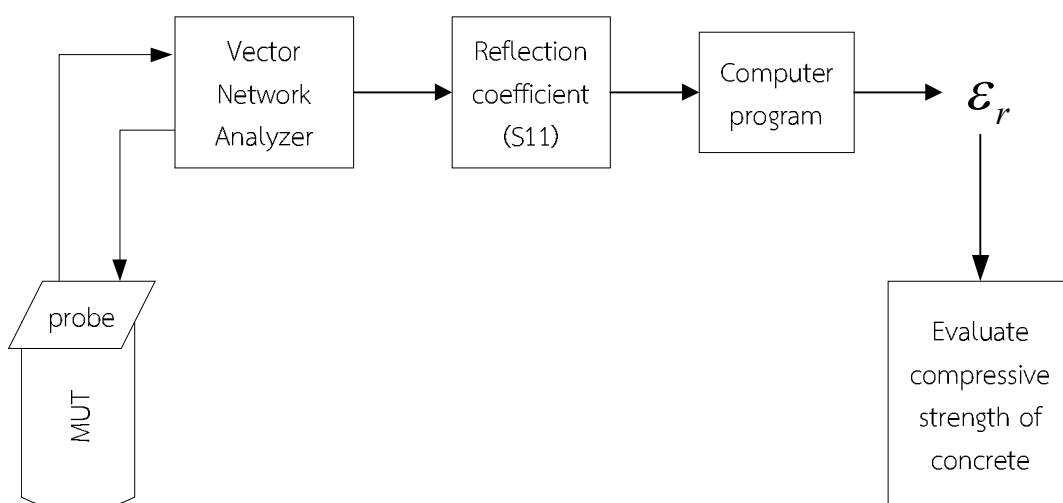 Vector
Network
Analyzer
Reflection
coefficient
(S11)
Computer
program
εr
probe
MUT
Evaluate
compressive
strength of
concrete